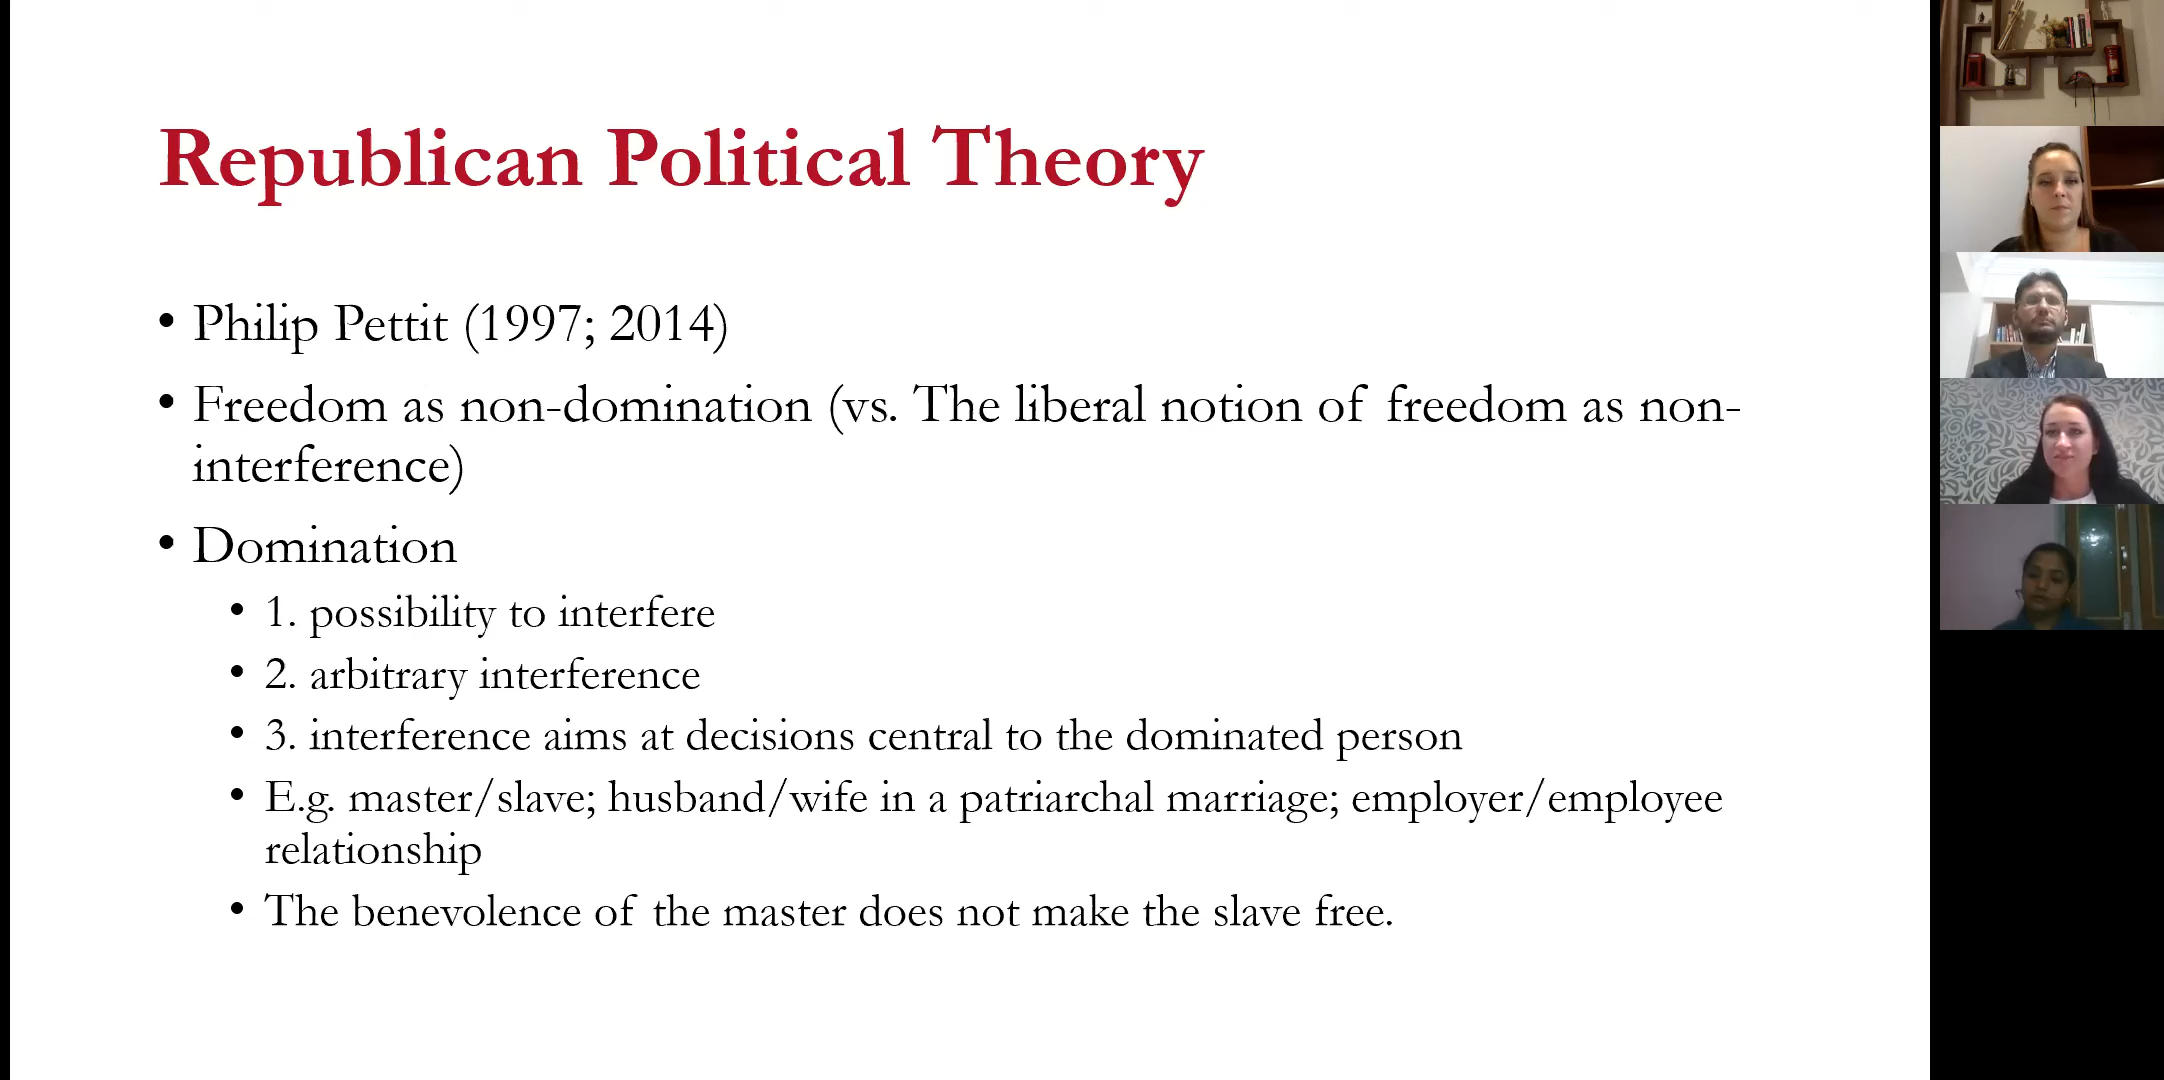 Republican Political Theory
• Philip Pettit (1997; 2014)
• Freedom as non-domination (vs. The liberal notion of freedom as non-
interference)
• Domination
• 1. possibility to interfere
• 2. arbitrary interference
• 3. interference aims at decisions central to the dominated person
• E.g. master/slave; husband/wife in a patriarchal marriage; employer/employee
relationship
• The benevolence of the master does not make the slave free.